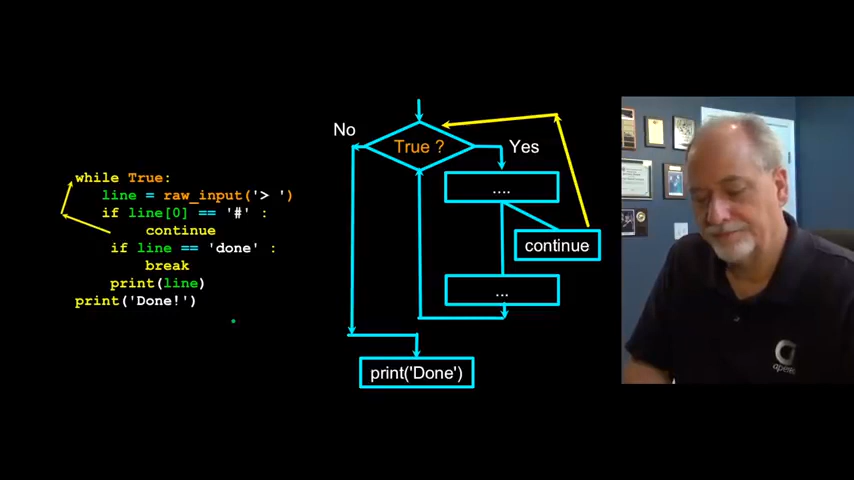 while True:
line = raw_input('> ')
if line[0] == '#' :
continue
if line == 'done' :
break
print(line)
print('Done!')
No
True ?
Yes
....
continue
...
print('Done')